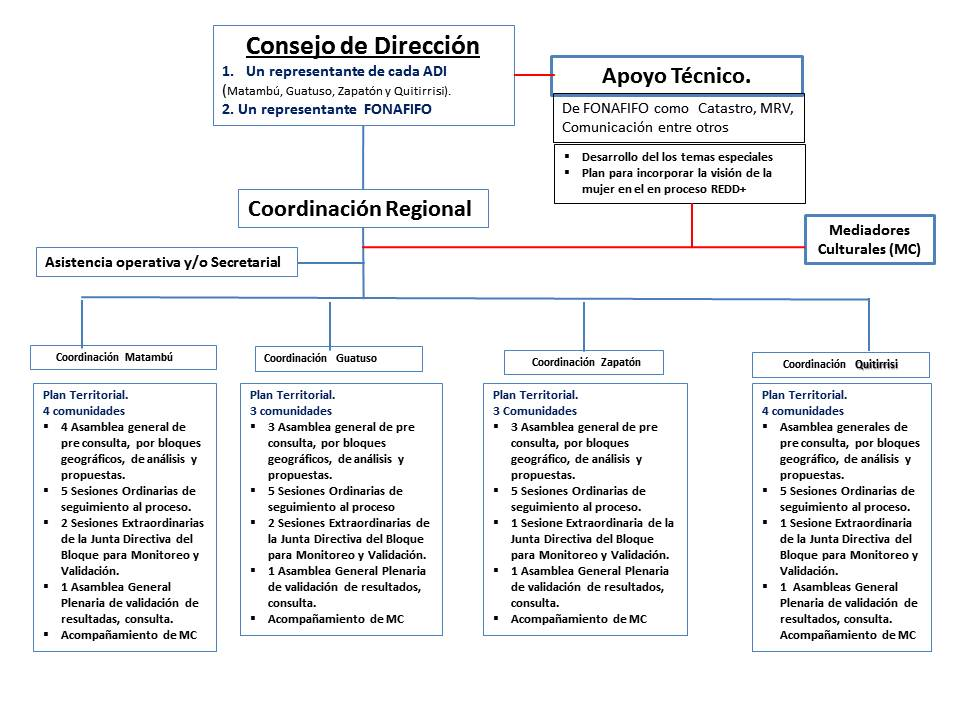 Consejo de Dirección
1. Un representante de cada ADI
(Matambú, Guatuso, Zapatón y Quitirrisi).
2. Un representante FONAFIFO
Apoyo Técnico.
De FONAFIFO como Catastro, MRV,
Comunicación entre otros
▪ Desarrollo del los temas especiales
▪ Plan para incorporar la visión de la
mujer en el en proceso REDD+
Coordinación Regional
Mediadores
Culturales (MC)
Asistencia operativa y/o Secretarial
Coordinación Matambú
Plan Territorial.
4 comunidades
▪ 4 Asamblea general de
pre consulta, por bloques
geográficos, de análisis y
propuestas.
▪ 5 Sesiones Ordinarias de
seguimiento al proceso.
▪ 2 Sesiones Extraordinarias
de la Junta Directiva del
Bloque para Monitoreo y
Validación.
▪ 1 Asamblea General
Plenaria de validación de
resultadas, consulta.
▪ Acompañamiento de MC
Coordinación Guatuso
Plan Territorial.
3 comunidades
▪ 3 Asamblea general de pre
consulta, por bloques
geográficos, de análisis y
propuestas.
▪ 5 Sesiones Ordinarias de
seguimiento al proceso
▪ 2 Sesiones Extraordinarias de
la Junta Directiva del Bloque
para Monitoreo y Validación.
▪ 1 Asamblea General Plenaria
de validación de resultados,
consulta.
▪ Acompañamiento de MC
Coordinación Zapatón
Plan Territorial.
3 Comunidades
▪ 3 Asamblea general de pre
consulta, por bloques
geográfico, de análisis y
propuestas.
▪ 5 Sesiones Ordinarias de
seguimiento al proceso.
▪ 1 Sesione Extraordinaria de la
Junta Directiva del Bloque
para Monitoreo y Validación.
▪ 1 Asamblea General Plenaria
de validación de resultados,
consulta.
▪ Acompañamiento de MC
Coordinación Quitirrisi
Plan Territorial.
4 comunidades
▪ Asamblea generales de
pre consulta, por bloques
geográfico, de análisis y
propuestas.
▪ 5 Sesiones Ordinarias de
seguimiento al proceso.
▪ 1 Sesione Extraordinaria
de la Junta Directiva del
Bloque para Monitoreo y
Validación.
▪ 1 Asambleas General
Plenaria de validación de
resultados, consulta.
Acompañamiento de MC